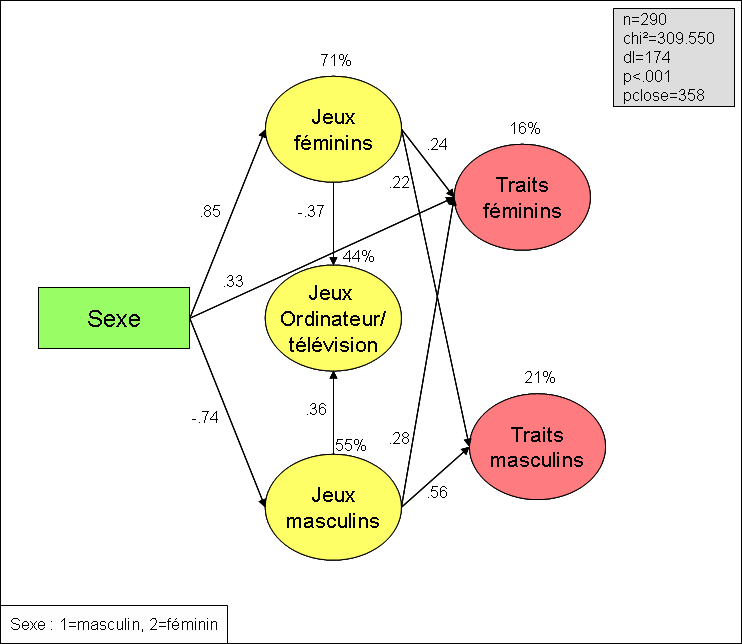 n=290
chi²=309.550
dl=174
p<.001
pclose=358
71%
Jeux
féminins
16%
Traits
féminins
.24
.22
.85
-.37
.33
44%
Jeux
Ordinateur/
télévision
Sexe
-.74
.36
.28
55%
Jeux
masculins
21%
Traits
masculins
.56
Sexe : 1=masculin, 2=féminin